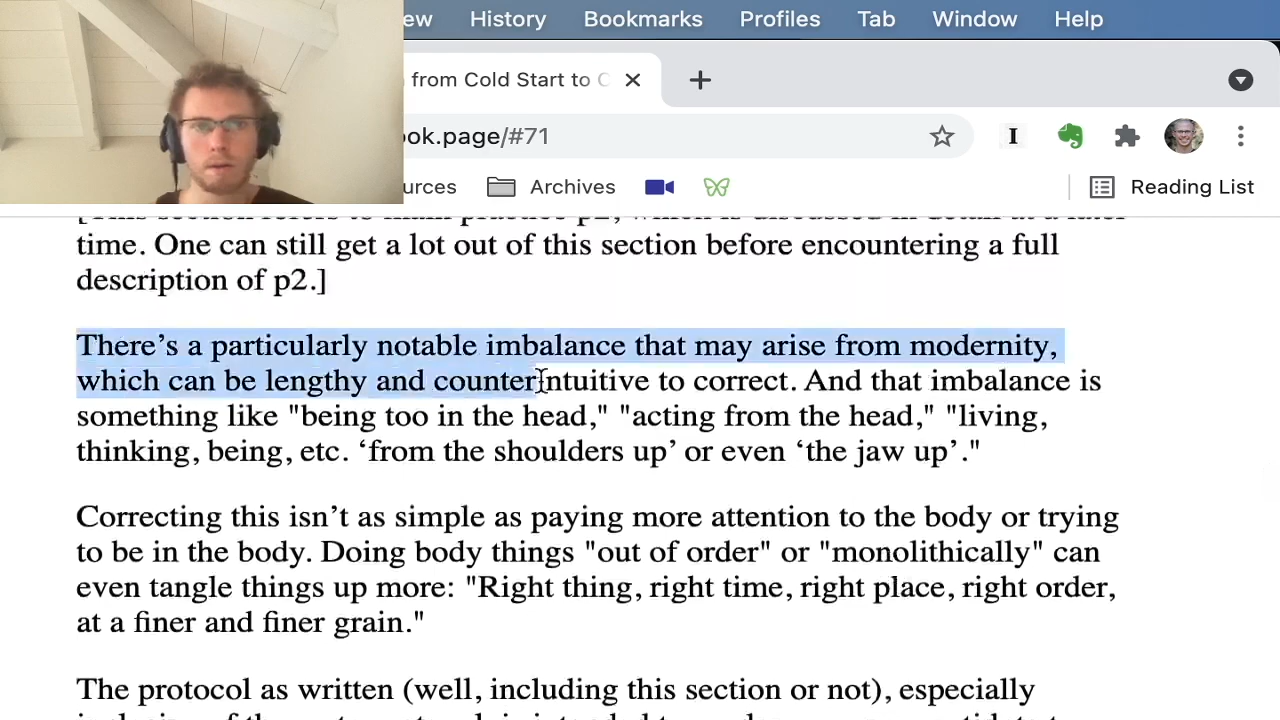 History Bookmarks Profiles Tab Window Help
from Cold Start to
ook.page/#71
Archives
Reading List
time. One can still get a lot out of this section before encountering a full
description of p2.]
There’s a particularly notable imbalance that may arise from modernity,
which can be lengthy and counterintuitive to correct. And that imbalance is
something like "being too in the head," "acting from the head," "living,
thinking, being, etc. ‘from the shoulders up’ or even ‘the jaw up’."
Correcting this isn’t as simple as paying more attention to the body or trying
to be in the body. Doing body things "out of order" or "monolithically" can
even tangle things up more: "Right thing, right time, right place, right order,
at a finer and finer grain."
The protocol as written (well, including this section or not), especially